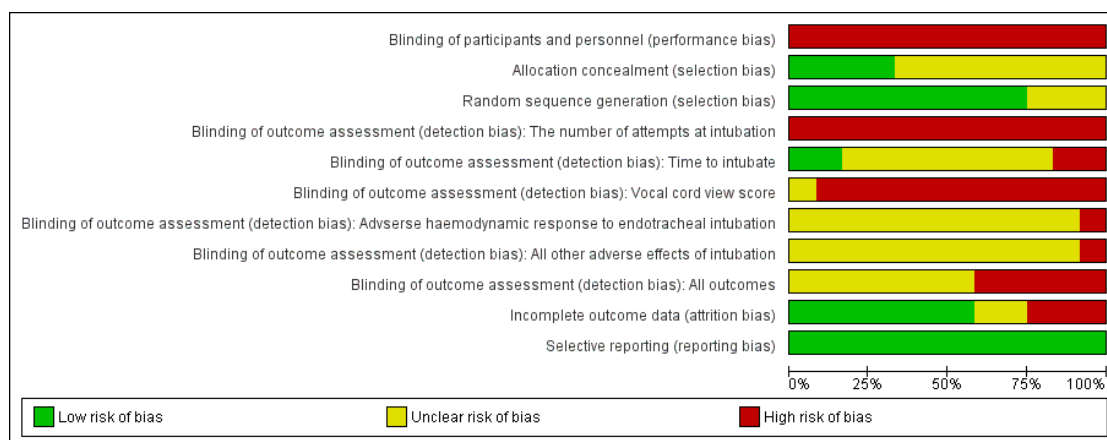 Blinding of participants and personnel (performance bias)
Allocation concealment (selection bias)
Random sequence generation (selection bias)
Blinding of outcome assessment (detection bias): The number of attempts at intubation
Blinding of outcome assessment (detection bias): Time to intubate
Blinding of outcome assessment (detection bias): Vocal cord view score
Blinding of outcome assessment (detection bias): Advserse haemodynamic response to endotracheal intubation
Blinding of outcome assessment (detection bias): All other adverse effects of intubation
Blinding of outcome assessment (detection bias): All outcomes
Incomplete outcome data (attrition bias)
Selective reporting (reporting bias)
0% 25% 50% 75% 100%
Low risk of bias Unclear risk of bias High risk of bias